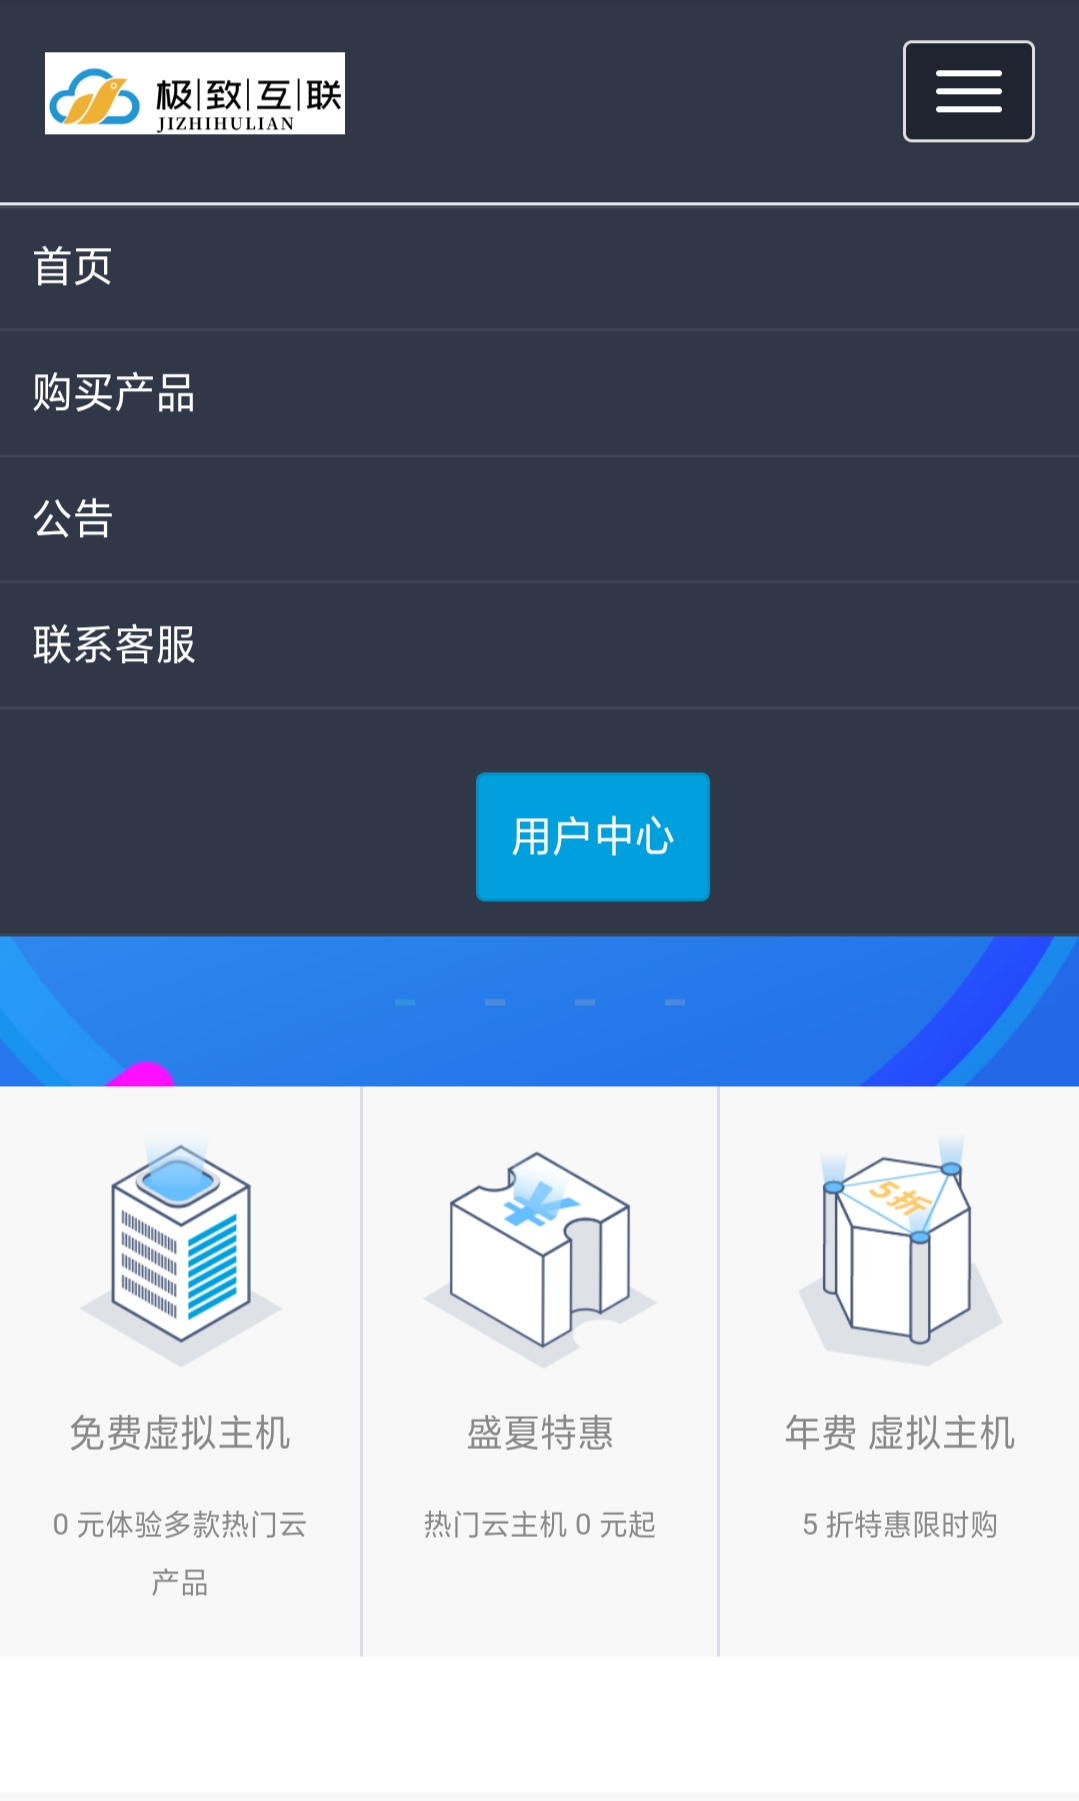 极致互联
JIZHIHULIAN
首页
购买产品
公告
联系客服
用户中心
¥
5折
免费虚拟主机
0 元体验多款热门云
产品
盛夏特惠
热门云主机 0 元起
年费 虚拟主机
5 折特惠限时购